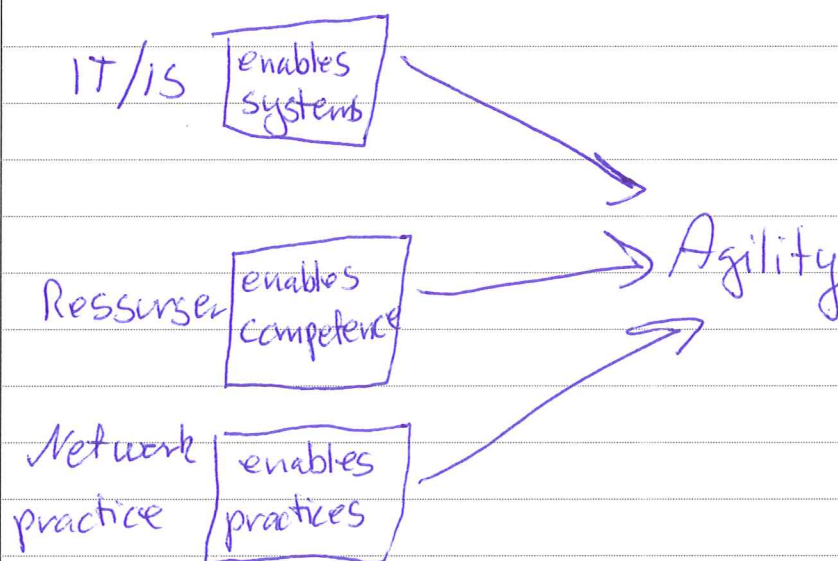 IT/IS
enables
systems
Agility
Ressurser
enables
competence
Network
practice
enables
practices